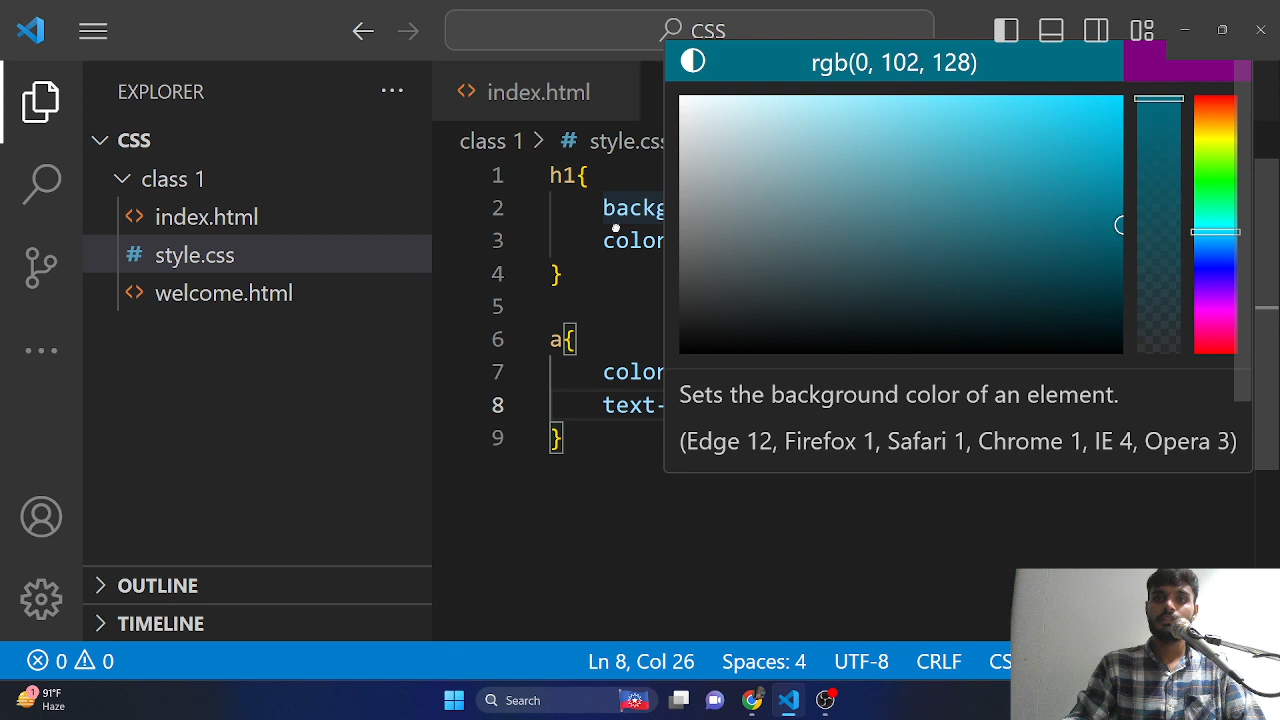 CSS
EXPLORER
CSS
class 1
index.html
style.css
welcome.html
OUTLINE
TIMELINE
index.html
class 1 > # style.css
1 h1{
2 backg
3 color
4 }
5
6 a{
7 color
8 text-
9 }
rgb(0, 102, 128)
Sets the background color of an element.
(Edge 12, Firefox 1, Safari 1, Chrome 1, IE 4, Opera 3)
0 0 Ln 8, Col 26 Spaces: 4 UTF-8 CRLF CS
1 91°F
Haze
Search